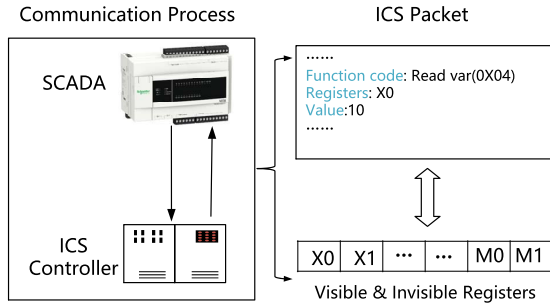 Communication Process
ICS Packet
SCADA
ICS
Controller
......
Function code: Read var(0X04)
Registers: X0
Value:10
......
X0 X1 ... ... M0 M1
Visible & Invisible Registers